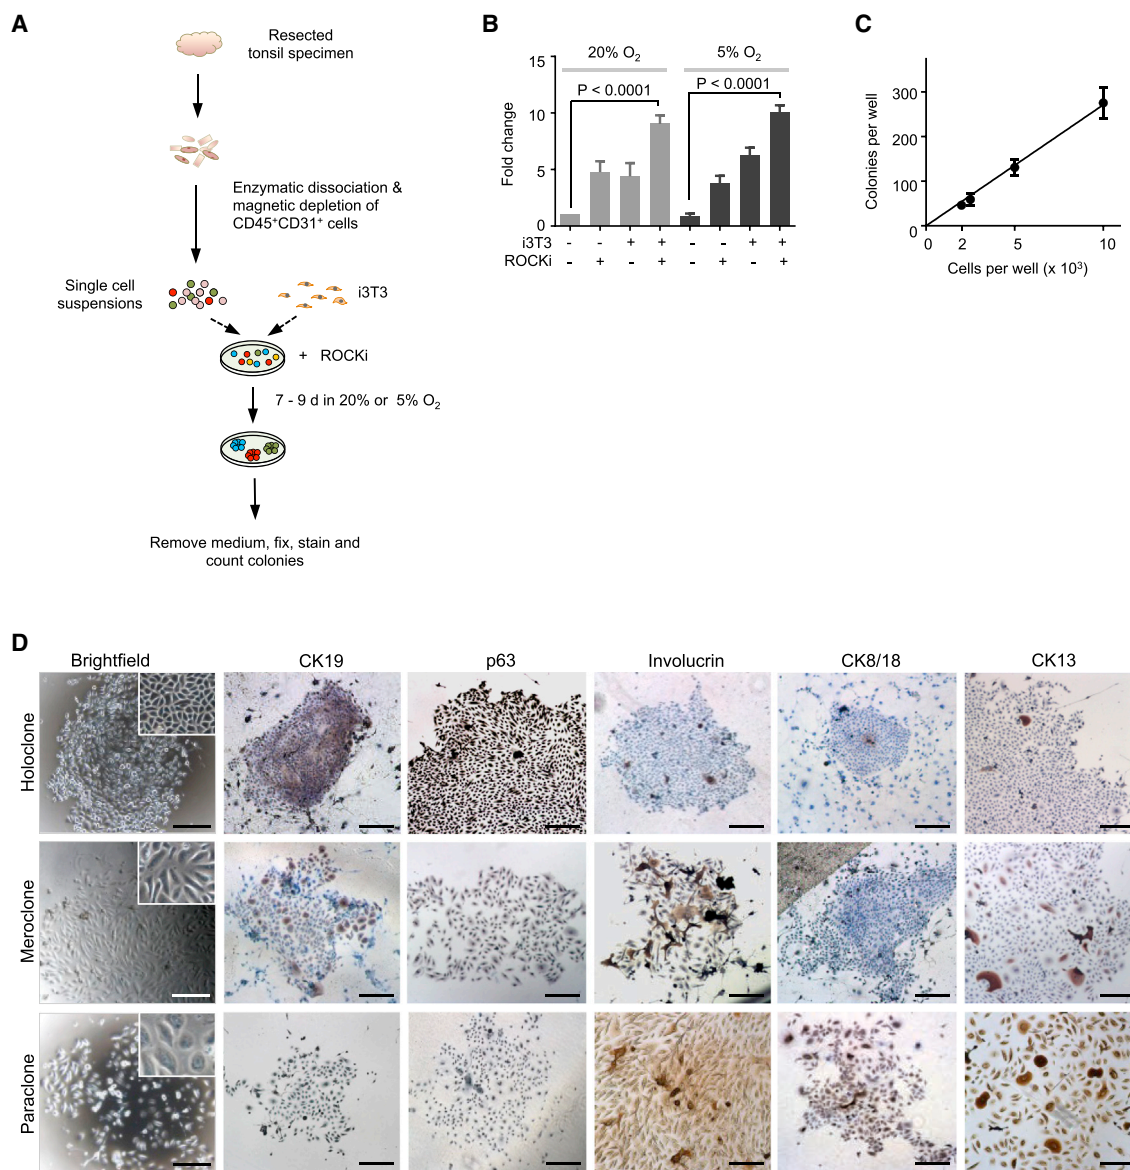 A
Resected
tonsil specimen
Enzymatic dissociation &
magnetic depletion of
CD45⁺CD31⁺ cells
Single cell
suspensions
i3T3
+ ROCKi
7 - 9 d in 20% or 5% O₂
Remove medium, fix, stain and
count colonies
B
20% O₂ 5% O₂
P < 0.0001 P < 0.0001
Fold change
15
10
5
0
i3T3 - - + + - - + +
ROCKi - + - + - + - +
C
Colonies per well
300
200
100
0
0 2 5 10
Cells per well (x 10³)
D
Brightfield CK19 p63 Involucrin CK8/18 CK13
Holoclone
Meroclone
Paraclone